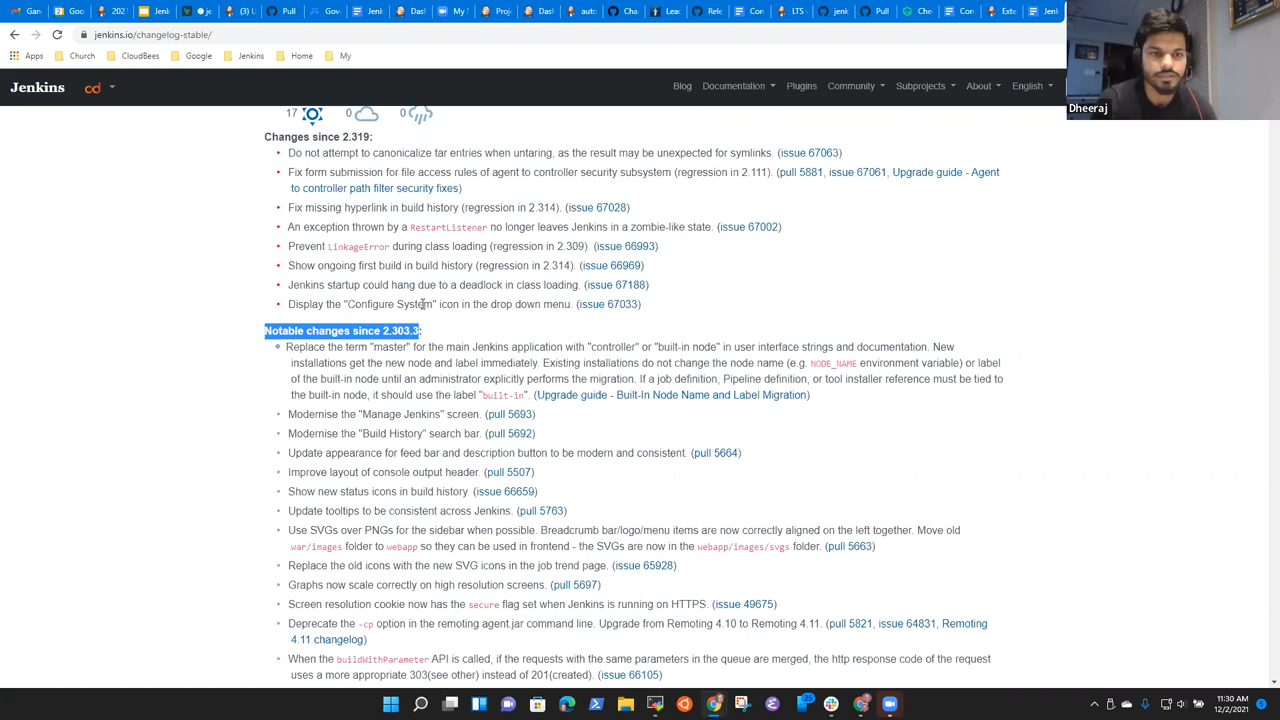 jenkins.io/changelog-stable/
Apps Church CloudBees Google Jenkins Home My
Jenkins cd Blog Documentation Plugins Community Subprojects About English
Dheeraj
17 0 0
Changes since 2.319:
• Do not attempt to canonicalize tar entries when untaring, as the result may be unexpected for symlinks. (issue 67063)
• Fix form submission for file access rules of agent to controller security subsystem (regression in 2.111). (pull 5881, issue 67061, Upgrade guide - Agent
to controller path filter security fixes)
• Fix missing hyperlink in build history (regression in 2.314). (issue 67028)
• An exception thrown by a RestartListener no longer leaves Jenkins in a zombie-like state. (issue 67002)
• Prevent LinkageError during class loading (regression in 2.309). (issue 66993)
• Show ongoing first build in build history (regression in 2.314). (issue 66969)
• Jenkins startup could hang due to a deadlock in class loading. (issue 67188)
• Display the "Configure System" icon in the drop down menu. (issue 67033)
Notable changes since 2.303.3:
• Replace the term "master" for the main Jenkins application with "controller" or "built-in node" in user interface strings and documentation. New
installations get the new node and label immediately. Existing installations do not change the node name (e.g. NODE_NAME environment variable) or label
of the built-in node until an administrator explicitly performs the migration. If a job definition, Pipeline definition, or tool installer reference must be tied to
the built-in node, it should use the label "built-in". (Upgrade guide - Built-In Node Name and Label Migration)
• Modernise the "Manage Jenkins" screen. (pull 5693)
• Modernise the "Build History" search bar. (pull 5692)
• Update appearance for feed bar and description button to be modern and consistent. (pull 5664)
• Improve layout of console output header. (pull 5507)
• Show new status icons in build history. (issue 66659)
• Update tooltips to be consistent across Jenkins. (pull 5763)
• Use SVGs over PNGs for the sidebar when possible. Breadcrumb bar/logo/menu items are now correctly aligned on the left together. Move old
war/images folder to webapp so they can be used in frontend - the SVGs are now in the webapp/images/svgs folder. (pull 5663)
• Replace the old icons with the new SVG icons in the job trend page. (issue 65928)
• Graphs now scale correctly on high resolution screens. (pull 5697)
• Screen resolution cookie now has the secure flag set when Jenkins is running on HTTPS. (issue 49675)
• Deprecate the -cp option in the remoting agent.jar command line. Upgrade from Remoting 4.10 to Remoting 4.11. (pull 5821, issue 64831, Remoting
4.11 changelog)
• When the buildWithParameter API is called, if the requests with the same parameters in the queue are merged, the http response code of the request
uses a more appropriate 303(see other) instead of 201(created). (issue 66105)
11:30 AM
12/2/2021